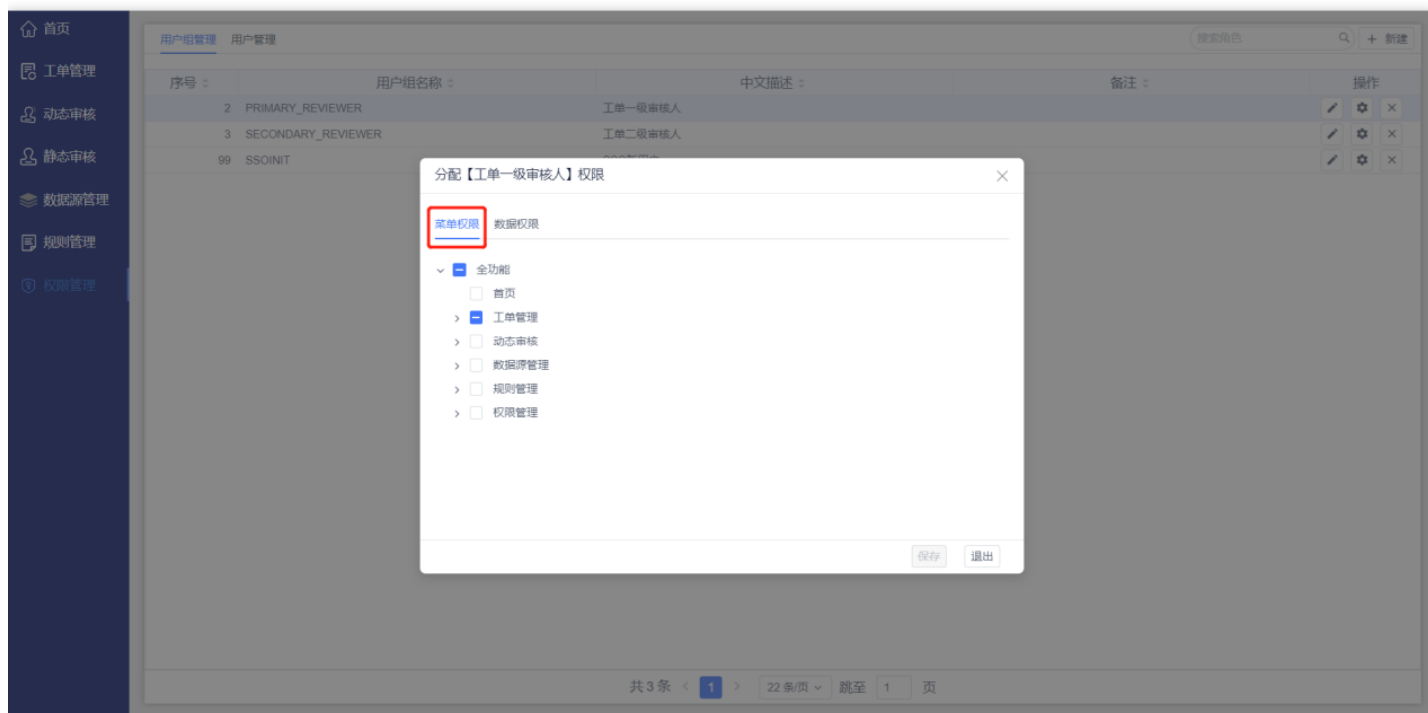 首页
工单管理
动态审核
静态审核
数据源管理
规则管理
权限管理
用户组管理 用户管理
搜索角色
新建
序号 用户组名称 中文描述 备注 操作
2 PRIMARY_REVIEWER 工单一级审核人
3 SECONDARY_REVIEWER 工单二级审核人
99 SSOINIT
分配【工单一级审核人】权限
菜单权限 数据权限
全功能
首页
工单管理
动态审核
数据源管理
规则管理
权限管理
保存 退出
共 3 条 1 22 条/页 跳至 1 页